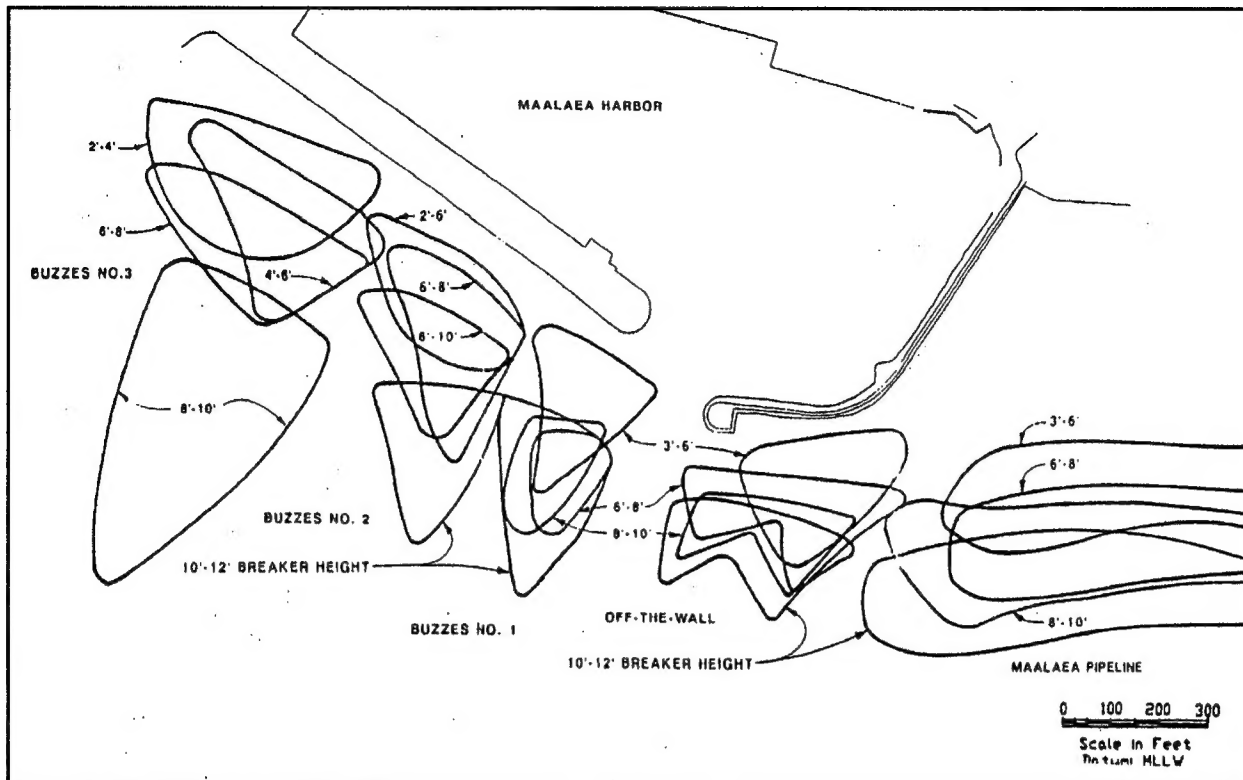 MAALAEA HARBOR
2'-4'
6'-8'
BUZZES NO.3
4'-6'
2'-6'
6'-8'
8'-10'
8'-10'
BUZZES NO. 2
10'-12' BREAKER HEIGHT
BUZZES NO. 1
3'-6'
6'-8'
8'-10'
OFF-THE-WALL
10'-12' BREAKER HEIGHT
3'-6'
6'-8'
8'-10'
MAALAEA PIPELINE
0 100 200 300
Scale in Feet
Datum MLLW